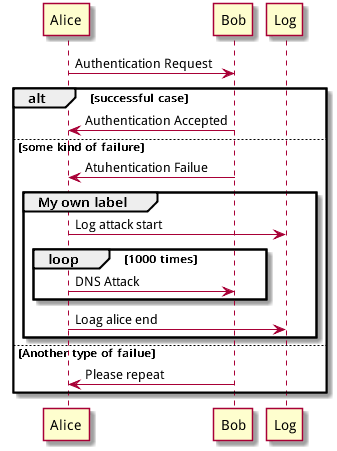 Alice Bob Log
Authentication Request
alt [successful case]
Authentication Accepted
[some kind of failure]
Atuhentication Failue
My own label
Log attack start
loop [1000 times]
DNS Attack
Loag alice end
[Another type of failue]
Please repeat
Alice Bob Log